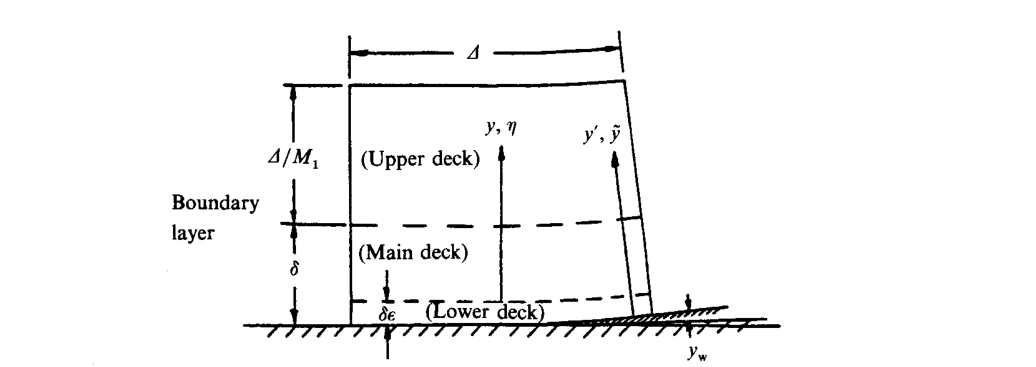 Δ
y, η
y′, ỹ
Δ/M₁
(Upper deck)
Boundary
layer
(Main deck)
δ
δϵ
(Lower deck)
y_w